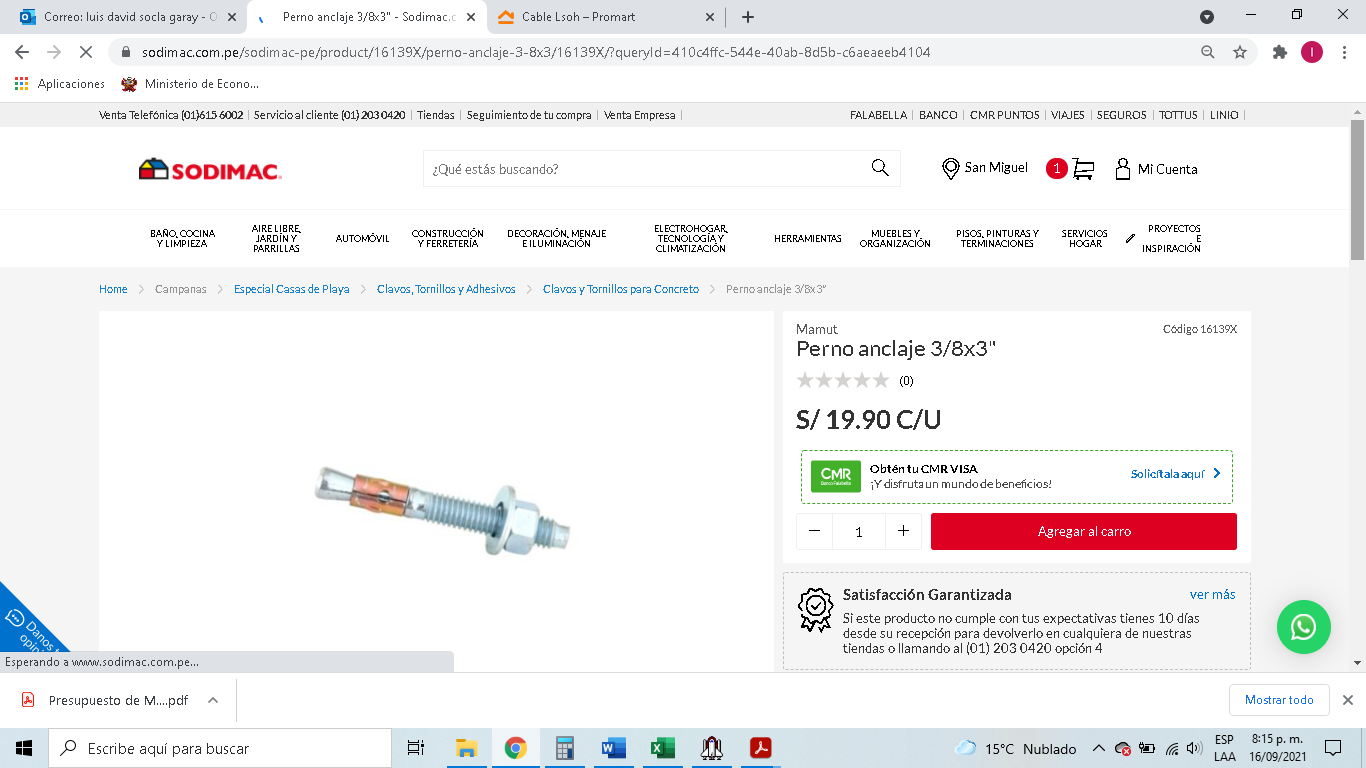 Correo: luis david socla garay - O
Perno anclaje 3/8x3" - Sodimac.c
Cable Lsoh – Promart
sodimac.com.pe/sodimac-pe/product/16139X/perno-anclaje-3-8x3/16139X/?queryId=410c4ffc-544e-40ab-8d5b-c6aeaeeb4104
I
Aplicaciones
Ministerio de Econo...
Venta Telefónica (01)615 6002 | Servicio al cliente (01) 203 0420 | Tiendas | Seguimiento de tu compra | Venta Empresa |
FALABELLA | BANCO | CMR PUNTOS | VIAJES | SEGUROS | TOTTUS | LINIO |
SODIMAC
¿Qué estás buscando?
San Miguel
1
Mi Cuenta
BAÑO, COCINA
Y LIMPIEZA
AIRE LIBRE,
JARDÍN Y
PARRILLAS
AUTOMÓVIL
CONSTRUCCIÓN
Y FERRETERÍA
DECORACIÓN, MENAJE
E ILUMINACIÓN
ELECTROHOGAR,
TECNOLOGÍA Y
CLIMATIZACIÓN
HERRAMIENTAS
MUEBLES Y
ORGANIZACIÓN
PISOS, PINTURAS Y
TERMINACIONES
SERVICIOS
HOGAR
PROYECTOS
E
INSPIRACIÓN
Home > Campanas > Especial Casas de Playa > Clavos, Tornillos y Adhesivos > Clavos y Tornillos para Concreto > Perno anclaje 3/8x3"
Mamut
Código 16139X
Perno anclaje 3/8x3"
(0)
S/ 19.90 C/U
CMR
Banco Falabella
Obtén tu CMR VISA
¡Y disfruta un mundo de beneficios!
Solicítala aquí
− 1 +
Agregar al carro
Satisfacción Garantizada
ver más
Si este producto no cumple con tus expectativas tienes 10 días
desde su recepción para devolverlo en cualquiera de nuestras
tiendas o llamando al (01) 203 0420 opción 4
Danos
opin
Esperando a www.sodimac.com.pe...
Presupuesto de M....pdf
Mostrar todo
Escribe aquí para buscar
W
X
15°C Nublado
ESP
LAA
8:15 p. m.
16/09/2021